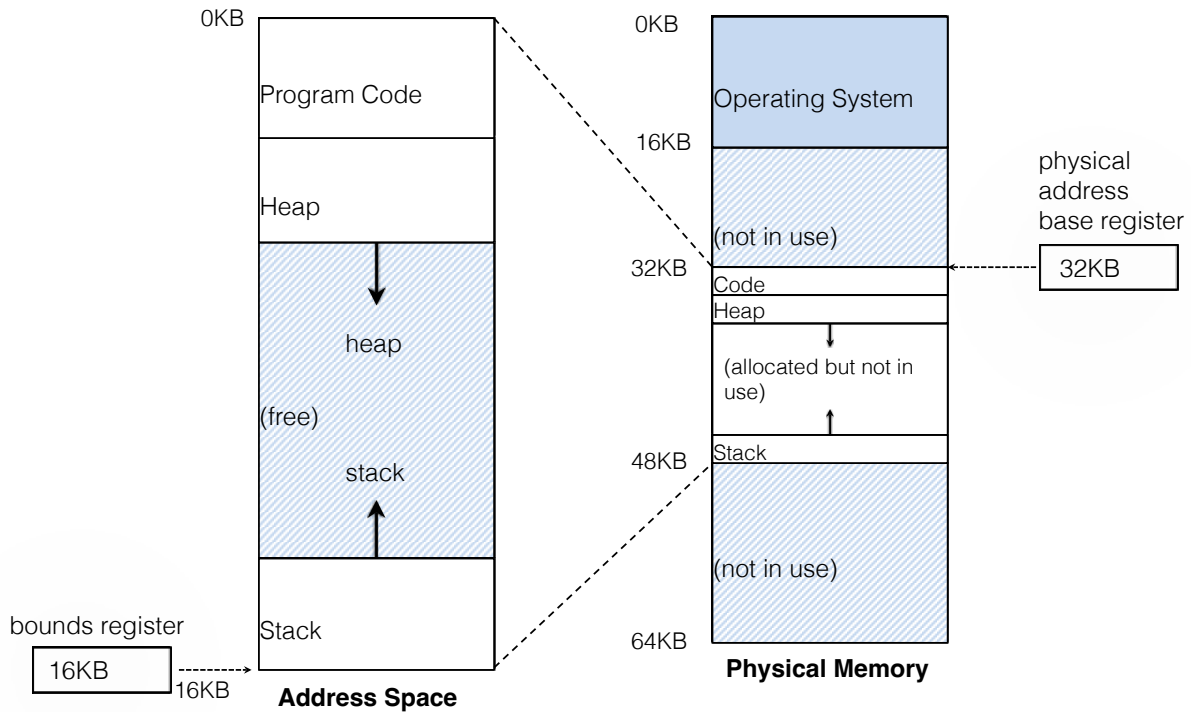 0KB
Program Code
Heap
heap
(free)
stack
Stack
bounds register
16KB
16KB
Address Space
0KB
Operating System
16KB
(not in use)
32KB
Code
Heap
(allocated but not in
use)
Stack
48KB
(not in use)
64KB
Physical Memory
physical
address
base register
32KB